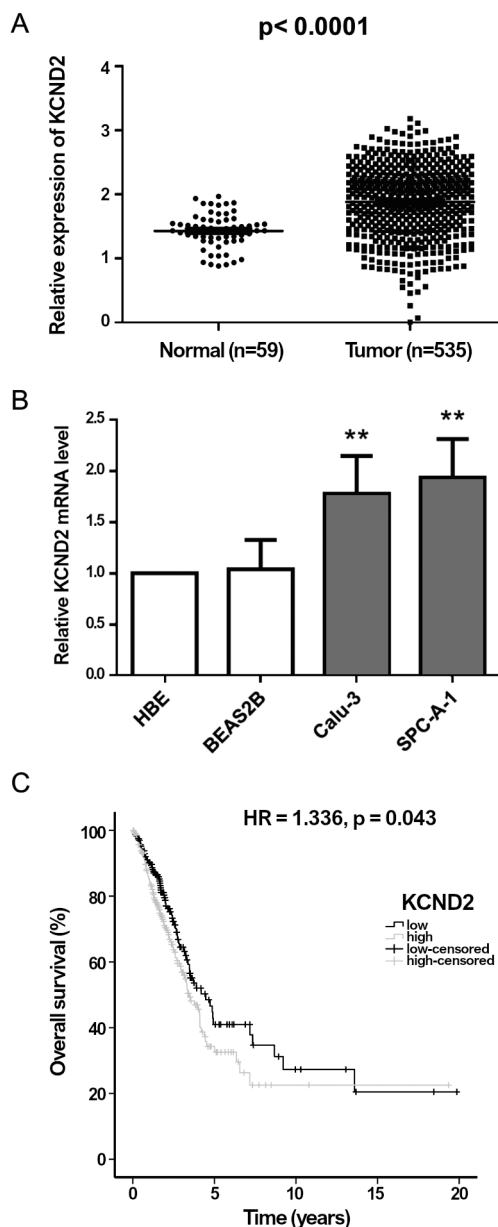 A
p< 0.0001
Relative expression of KCND2
4
3
2
1
0
Normal (n=59)
Tumor (n=535)
B
Relative KCND2 mRNA level
2.5
2.0
1.5
1.0
0.5
0.0
**
**
HBE
BEAS2B
Calu-3
SPC-A-1
C
HR = 1.336, p = 0.043
Overall survival (%)
100
80
60
40
20
0
KCND2
low
high
low-censored
high-censored
0
5
10
15
20
Time (years)